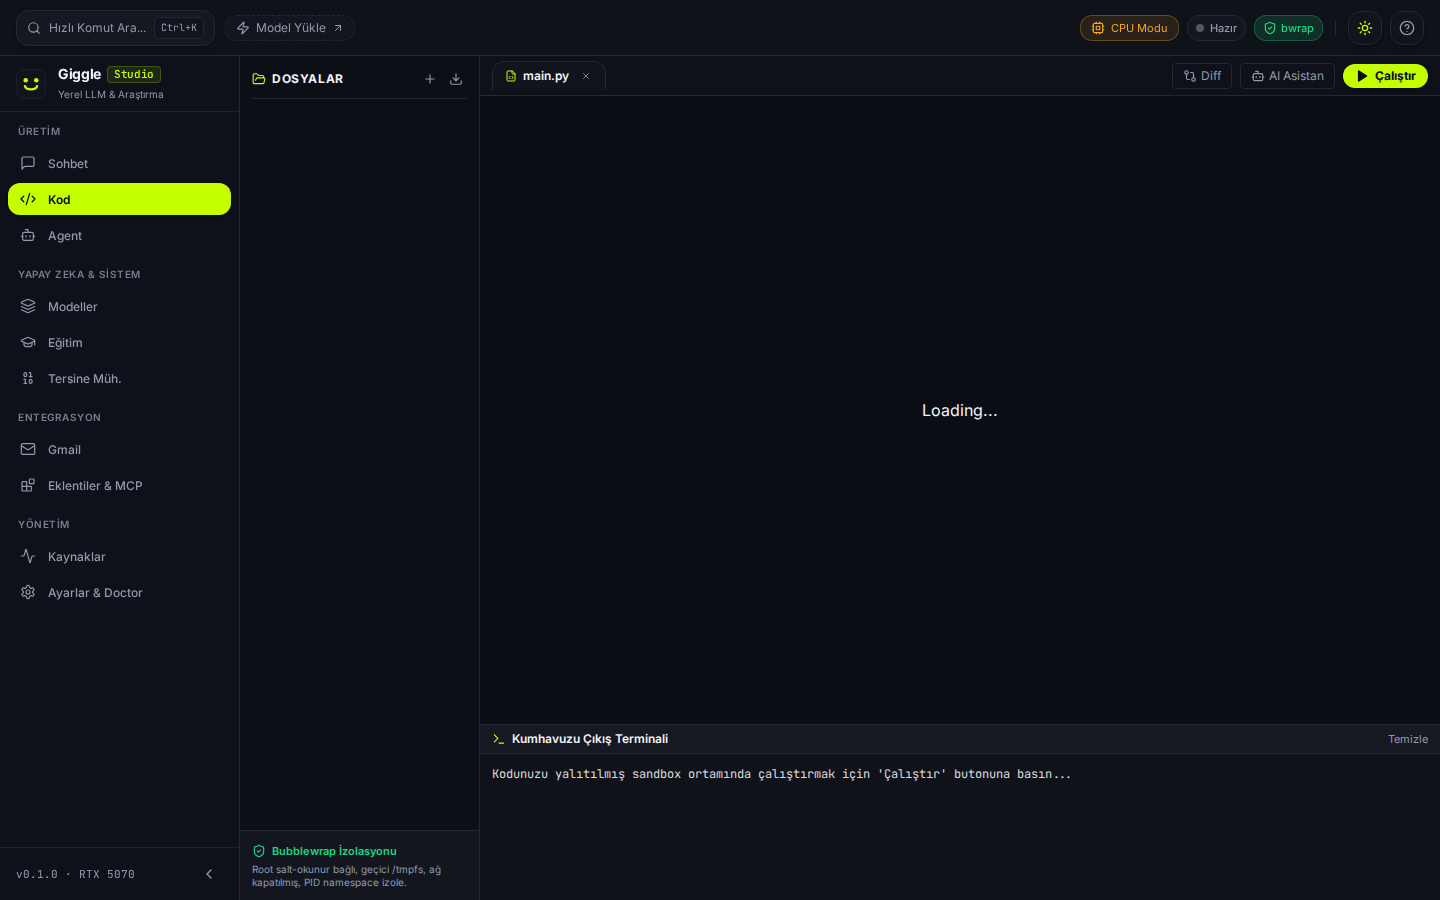 Hızlı Komut Ara... Ctrl+K
Model Yükle
CPU Modu
Hazır
bwrap
Giggle Studio
Yerel LLM & Araştırma
ÜRETİM
Sohbet
Kod
Agent
YAPAY ZEKA & SİSTEM
Modeller
Eğitim
Tersine Müh.
ENTEGRASYON
Gmail
Eklentiler & MCP
YÖNETİM
Kaynaklar
Ayarlar & Doctor
v0.1.0 · RTX 5070
DOSYALAR
Bubblewrap İzolasyonu
Root salt-okunur bağlı, geçici /tmpfs, ağ
kapatılmış, PID namespace izole.
main.py
Diff
AI Asistan
Çalıştır
Loading...
Kumhavuzu Çıkış Terminali
Temizle
Kodunuzu yalıtılmış sandbox ortamında çalıştırmak için 'Çalıştır' butonuna basın...